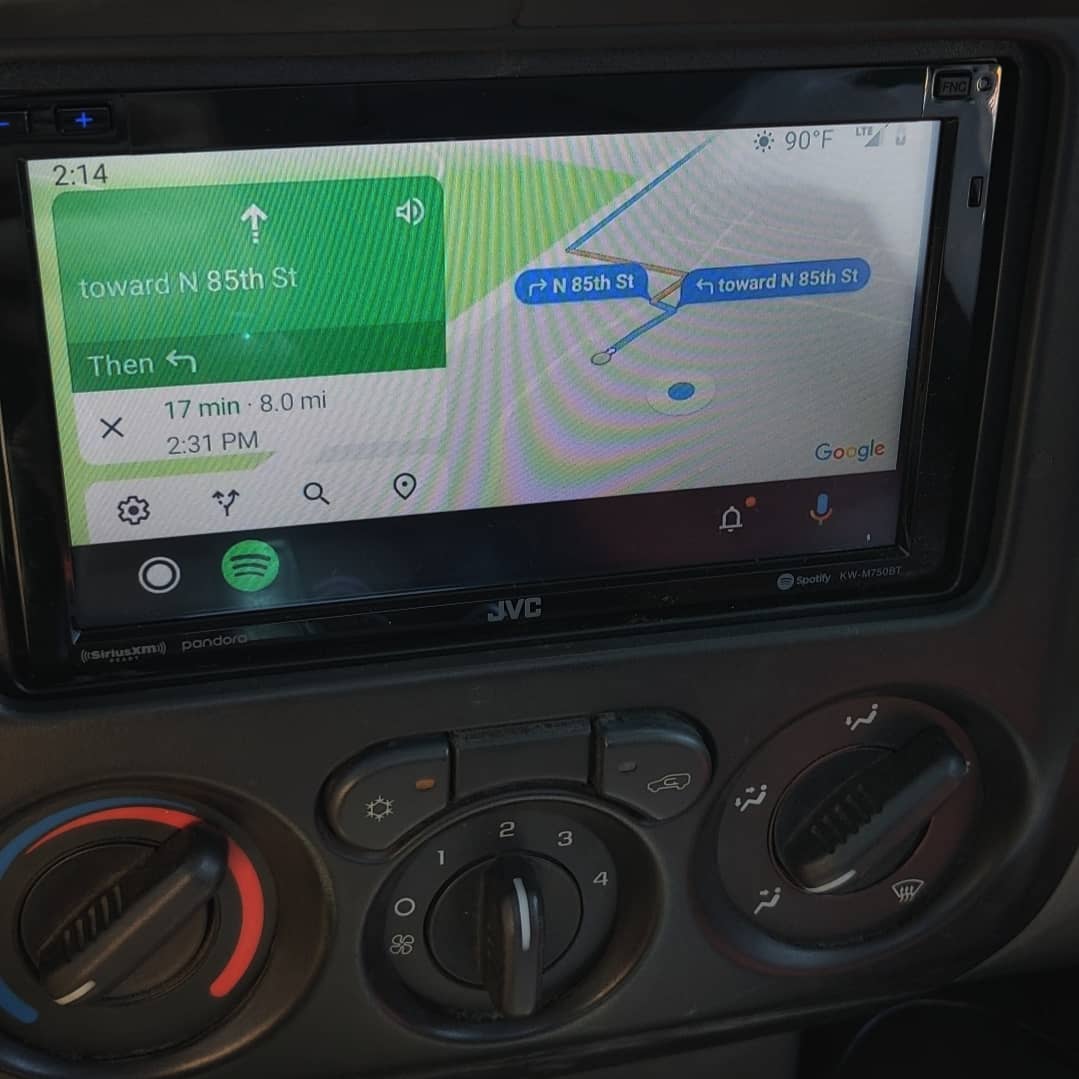 FNC
2:14
90°F
LTE
toward N 85th St
N 85th St
toward N 85th St
Then
17 min · 8.0 mi
2:31 PM
Google
Spotify KW-M750BT
JVC
SiriusXM
READY
pandora
1
2
3
4
O